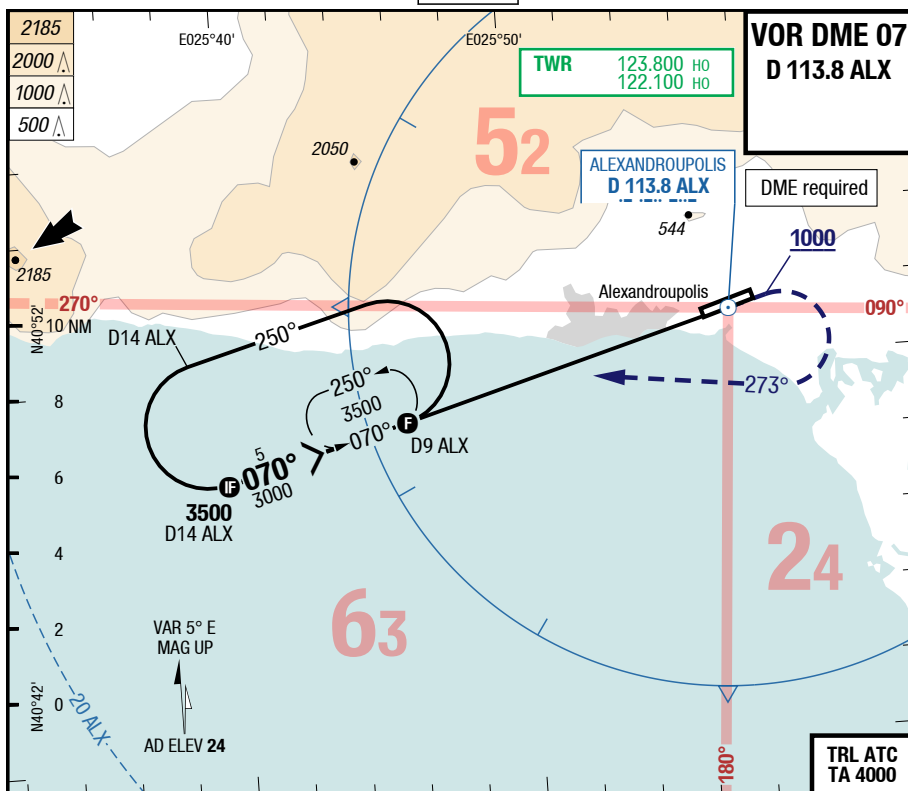 2185
2000
1000
500
E025°40'
E025°50'
TWR 123.800 HO
122.100 HO
VOR DME 07
D 113.8 ALX
52
2050
ALEXANDROUPOLIS
D 113.8 ALX
DME required
544
1000
2185
270°
Alexandroupolis
090°
N40°52'
10 NM
D14 ALX
250°
273°
250°
3500
8
070°
F
D9 ALX
5
070°
3000
6
IF
3500
D14 ALX
4
24
63
2
VAR 5° E
MAG UP
N40°42'
0
20 ALX
AD ELEV 24
180°
TRL ATC
TA 4000